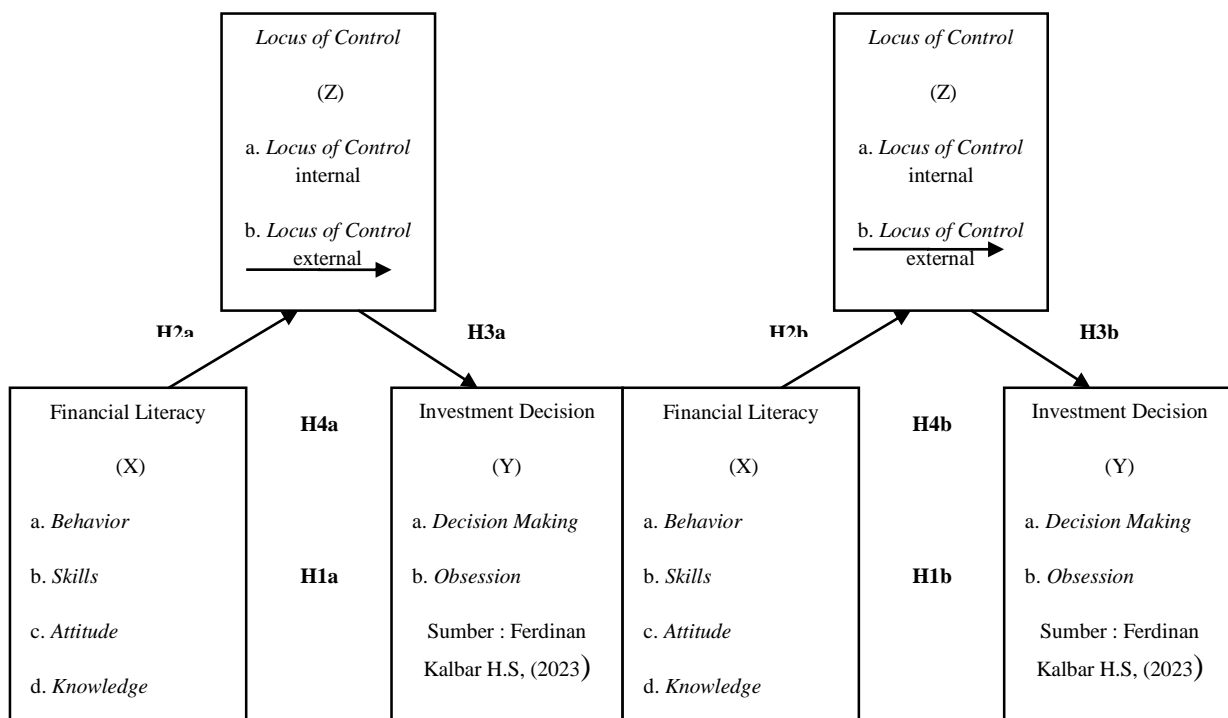 Locus of Control
(Z)
a. Locus of Control
internal
b. Locus of Control
external
Locus of Control
(Z)
a. Locus of Control
internal
b. Locus of Control
external
H2a
H3a
H2b
H3b
Financial Literacy
(X)
a. Behavior
b. Skills
c. Attitude
d. Knowledge
H4a
H1a
Investment Decision
(Y)
a. Decision Making
b. Obsession
Sumber : Ferdinan
Kalbar H.S, (2023)
Financial Literacy
(X)
a. Behavior
b. Skills
c. Attitude
d. Knowledge
H4b
H1b
Investment Decision
(Y)
a. Decision Making
b. Obsession
Sumber : Ferdinan
Kalbar H.S, (2023)